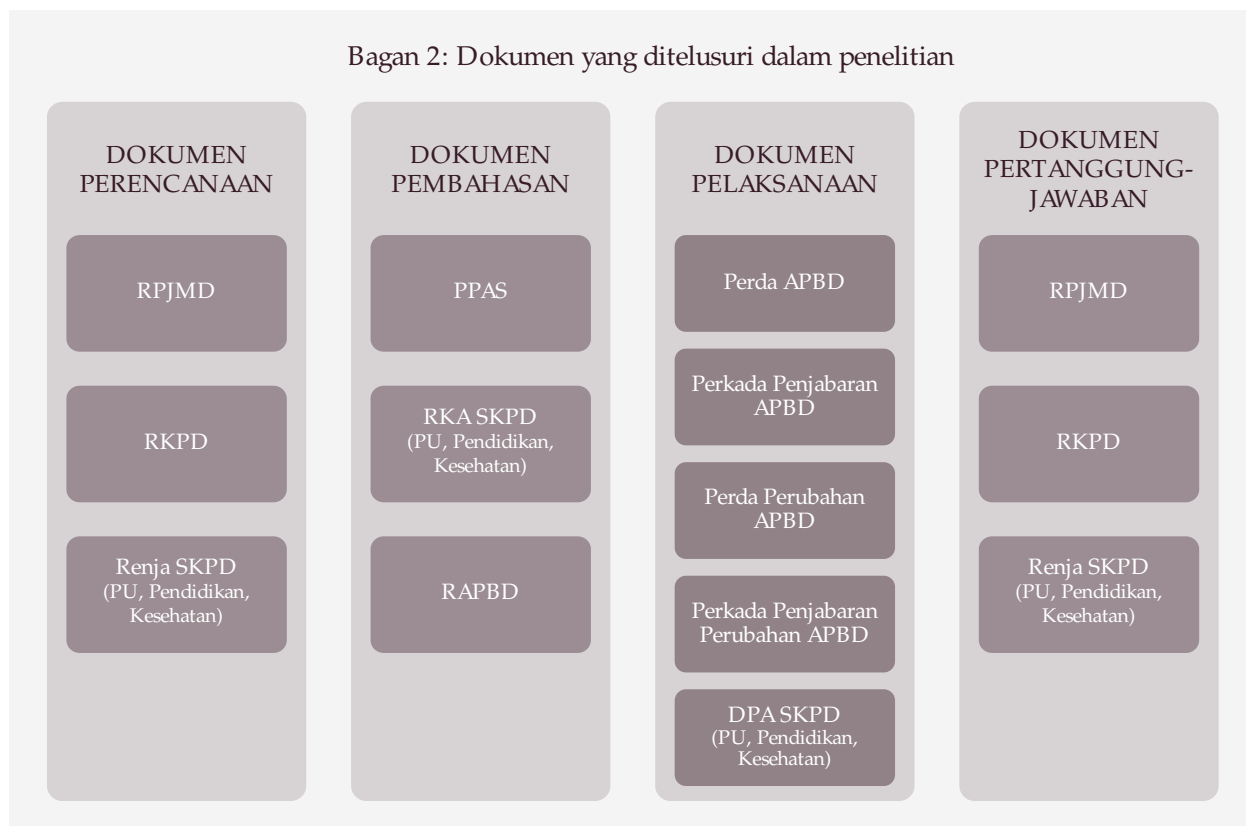 Bagan 2: Dokumen yang ditelusuri dalam penelitian
DOKUMEN
PERENCANAAN
RPJMD
RKPD
Renja SKPD
(PU, Pendidikan,
Kesehatan)
DOKUMEN
PEMBAHASAN
PPAS
RKA SKPD
(PU, Pendidikan,
Kesehatan)
RAPBD
DOKUMEN
PELAKSANAAN
Perda APBD
Perkada Penjabaran
APBD
Perda Perubahan
APBD
Perkada Penjabaran
Perubahan APBD
DPA SKPD
(PU, Pendidikan,
Kesehatan)
DOKUMEN
PERTANGGUNG-
JAWABAN
RPJMD
RKPD
Renja SKPD
(PU, Pendidikan,
Kesehatan)